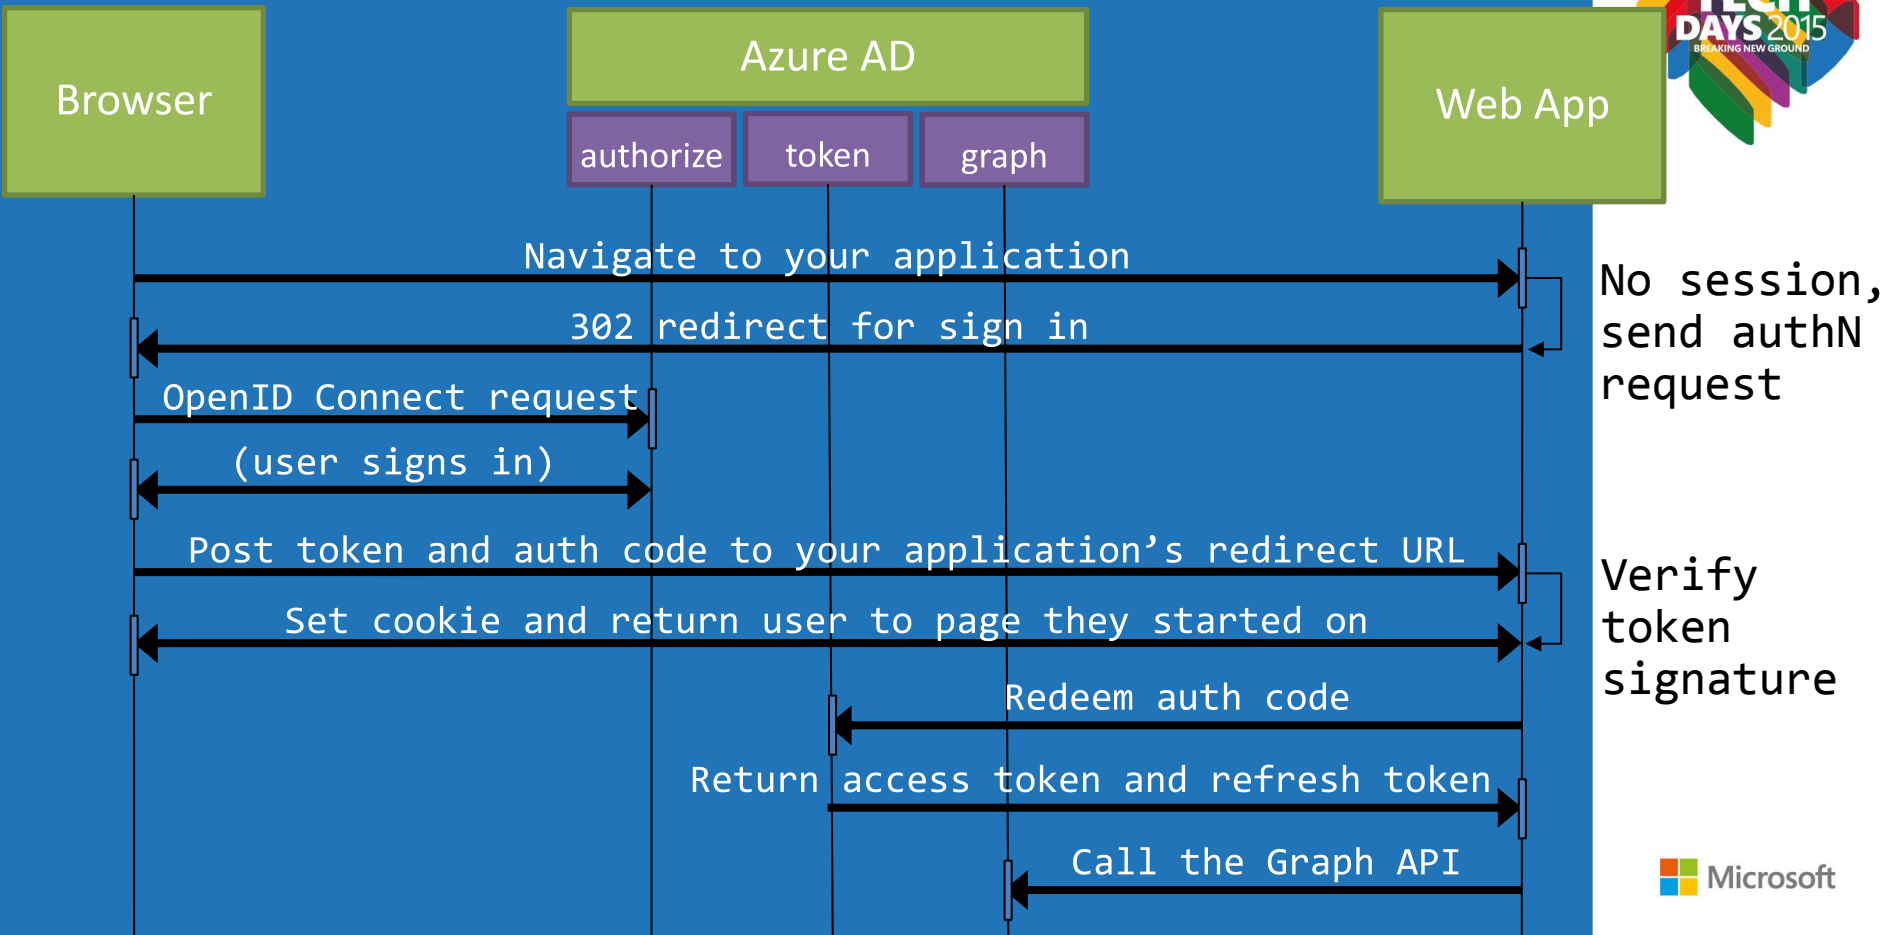 TECH
DAYS 2015
BREAKING NEW GROUND
Browser
Azure AD
authorize
token
graph
Web App
Navigate to your application
302 redirect for sign in
No session,
send authN
request
OpenID Connect request
(user signs in)
Post token and auth code to your application’s redirect URL
Set cookie and return user to page they started on
Verify
token
signature
Redeem auth code
Return access token and refresh token
Call the Graph API
Microsoft